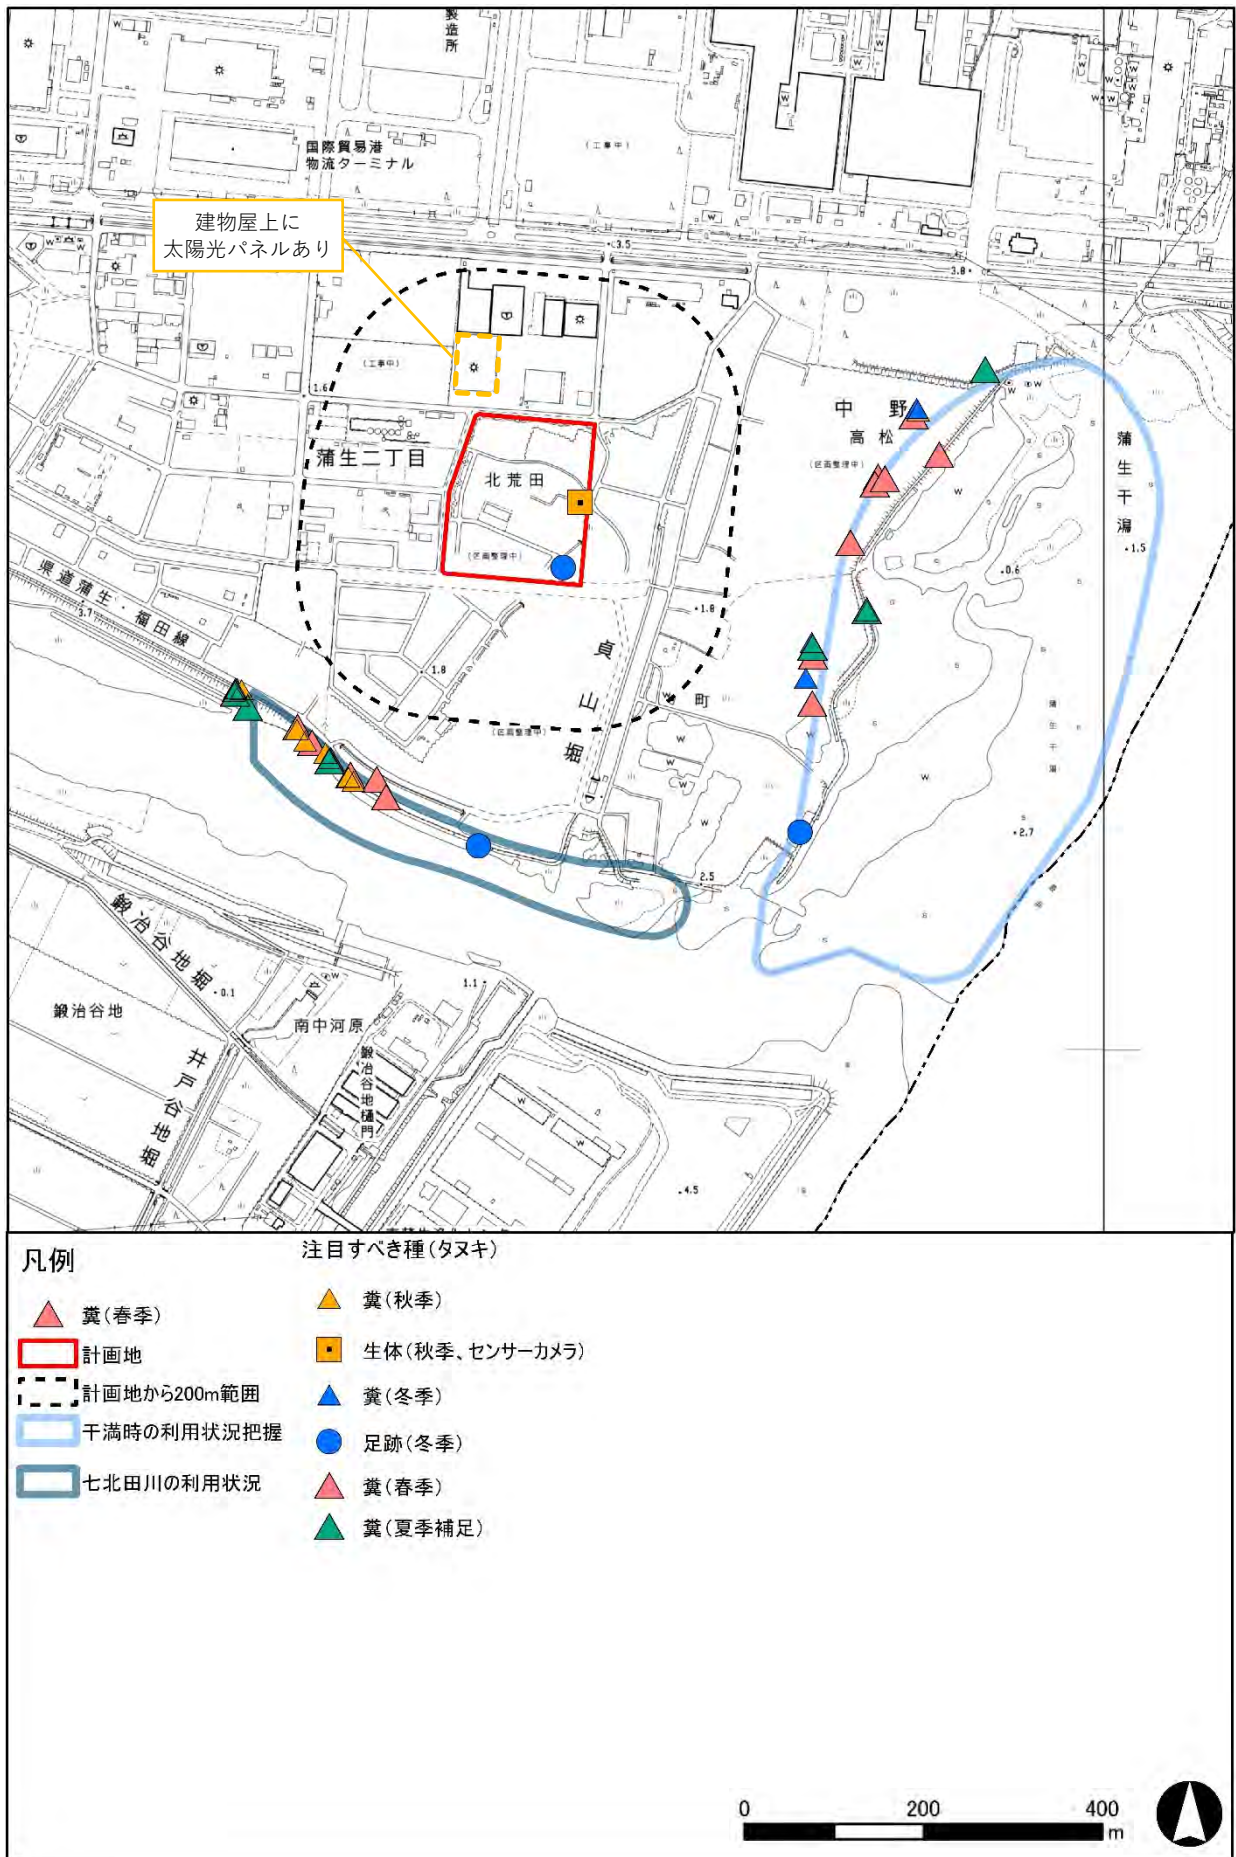 製造所
国際貿易港
物流ターミナル
(工事中)
建物屋上に
太陽光パネルあり
3.5
3.8
(工事中)
1.6
中野
高松
(区画整理中)
蒲生二丁目
北荒田
(区画整理中)
蒲生干潟
1.5
0.6
県道蒲生・福田線
3.7
1.8
1.8
貞山堀
町
(区画整理中)
蒲生干潟
2.7
2.5
鍛冶谷地堀
0.1
鍛治谷地
南中河原
1.1
井戸谷地堀
鍛冶谷地樋門
4.5
凡例
注目すべき種(タヌキ)
糞(春季)
計画地
計画地から200m範囲
干満時の利用状況把握
七北田川の利用状況
糞(秋季)
生体(秋季、センサーカメラ)
糞(冬季)
足跡(冬季)
糞(春季)
糞(夏季補足)
0 200 400
m